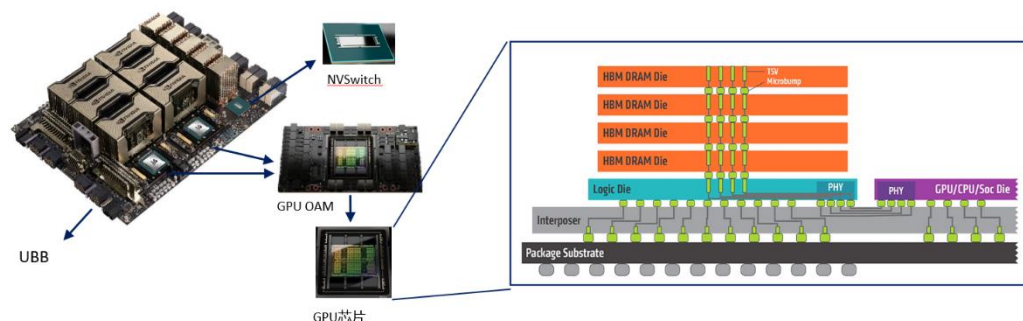 NVSwitch
GPU OAM
UBB
GPU芯片
HBM DRAM Die
TSV
Microbump
HBM DRAM Die
HBM DRAM Die
HBM DRAM Die
Logic Die
PHY
PHY
GPU/CPU/Soc Die
Interposer
Package Substrate